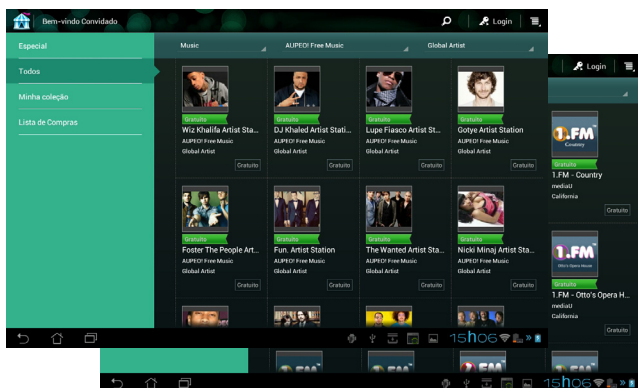 Bem-vindo Convidado
Login
Especial
Todos
Minha coleção
Lista de Compras
Music
AUPEO! Free Music
Global Artist
Gratuito
Wiz Khalifa Artist Sta...
AUPEO! Free Music
Global Artist
Gratuito
Gratuito
DJ Khaled Artist Stati...
AUPEO! Free Music
Global Artist
Gratuito
Gratuito
Lupe Fiasco Artist St...
AUPEO! Free Music
Global Artist
Gratuito
Gratuito
Gotye Artist Station
AUPEO! Free Music
Global Artist
Gratuito
Gratuito
Foster The People Art...
AUPEO! Free Music
Global Artist
Gratuito
Gratuito
Fun. Artist Station
AUPEO! Free Music
Global Artist
Gratuito
Gratuito
The Wanted Artist Sta...
AUPEO! Free Music
Global Artist
Gratuito
Gratuito
Nicki Minaj Artist Sta...
AUPEO! Free Music
Global Artist
Gratuito
15h06
Login
1.FM
Country
Gratuito
1.FM - Country
mediaU
California
Gratuito
1.FM
Otto's Opera House
Gratuito
1.FM - Otto's Opera H...
mediaU
California
Gratuito
15h06